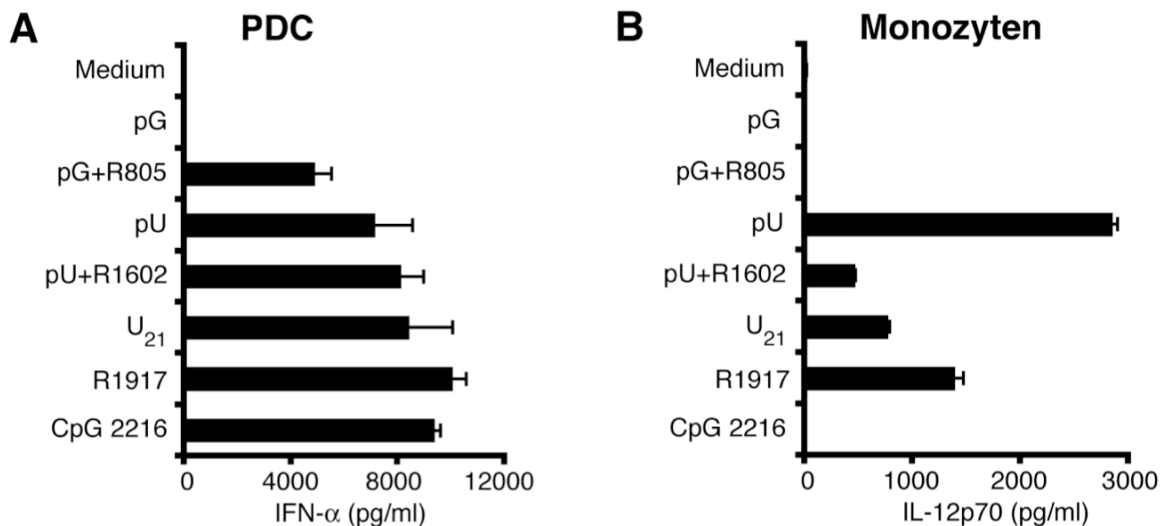 A
PDC
Medium
pG
pG+R805
pU
pU+R1602
U21
R1917
CpG 2216
0 4000 8000 12000
IFN-α (pg/ml)
B
Monozyten
Medium
pG
pG+R805
pU
pU+R1602
U21
R1917
CpG 2216
0 1000 2000 3000
IL-12p70 (pg/ml)